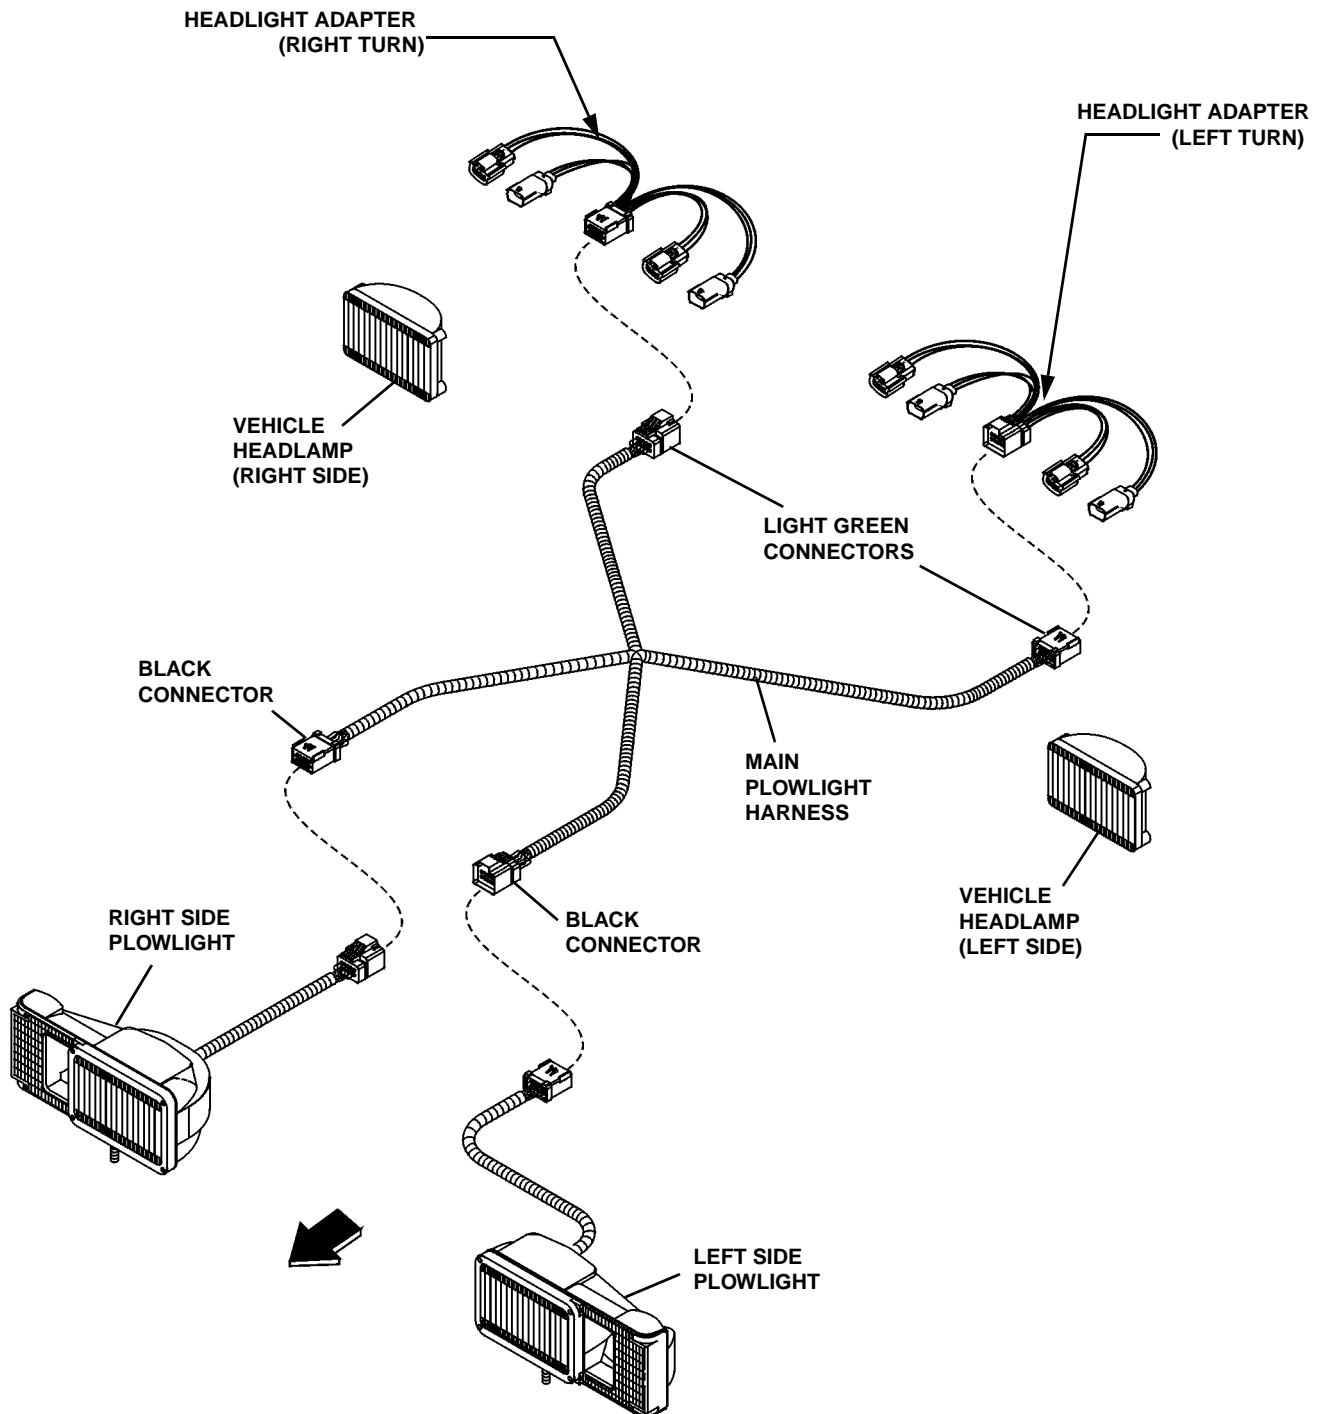 HEADLIGHT ADAPTER
(RIGHT TURN)
HEADLIGHT ADAPTER
(LEFT TURN)
VEHICLE
HEADLAMP
(RIGHT SIDE)
LIGHT GREEN
CONNECTORS
BLACK
CONNECTOR
MAIN
PLOWLIGHT
HARNESS
VEHICLE
HEADLAMP
(LEFT SIDE)
RIGHT SIDE
PLOWLIGHT
BLACK
CONNECTOR
LEFT SIDE
PLOWLIGHT